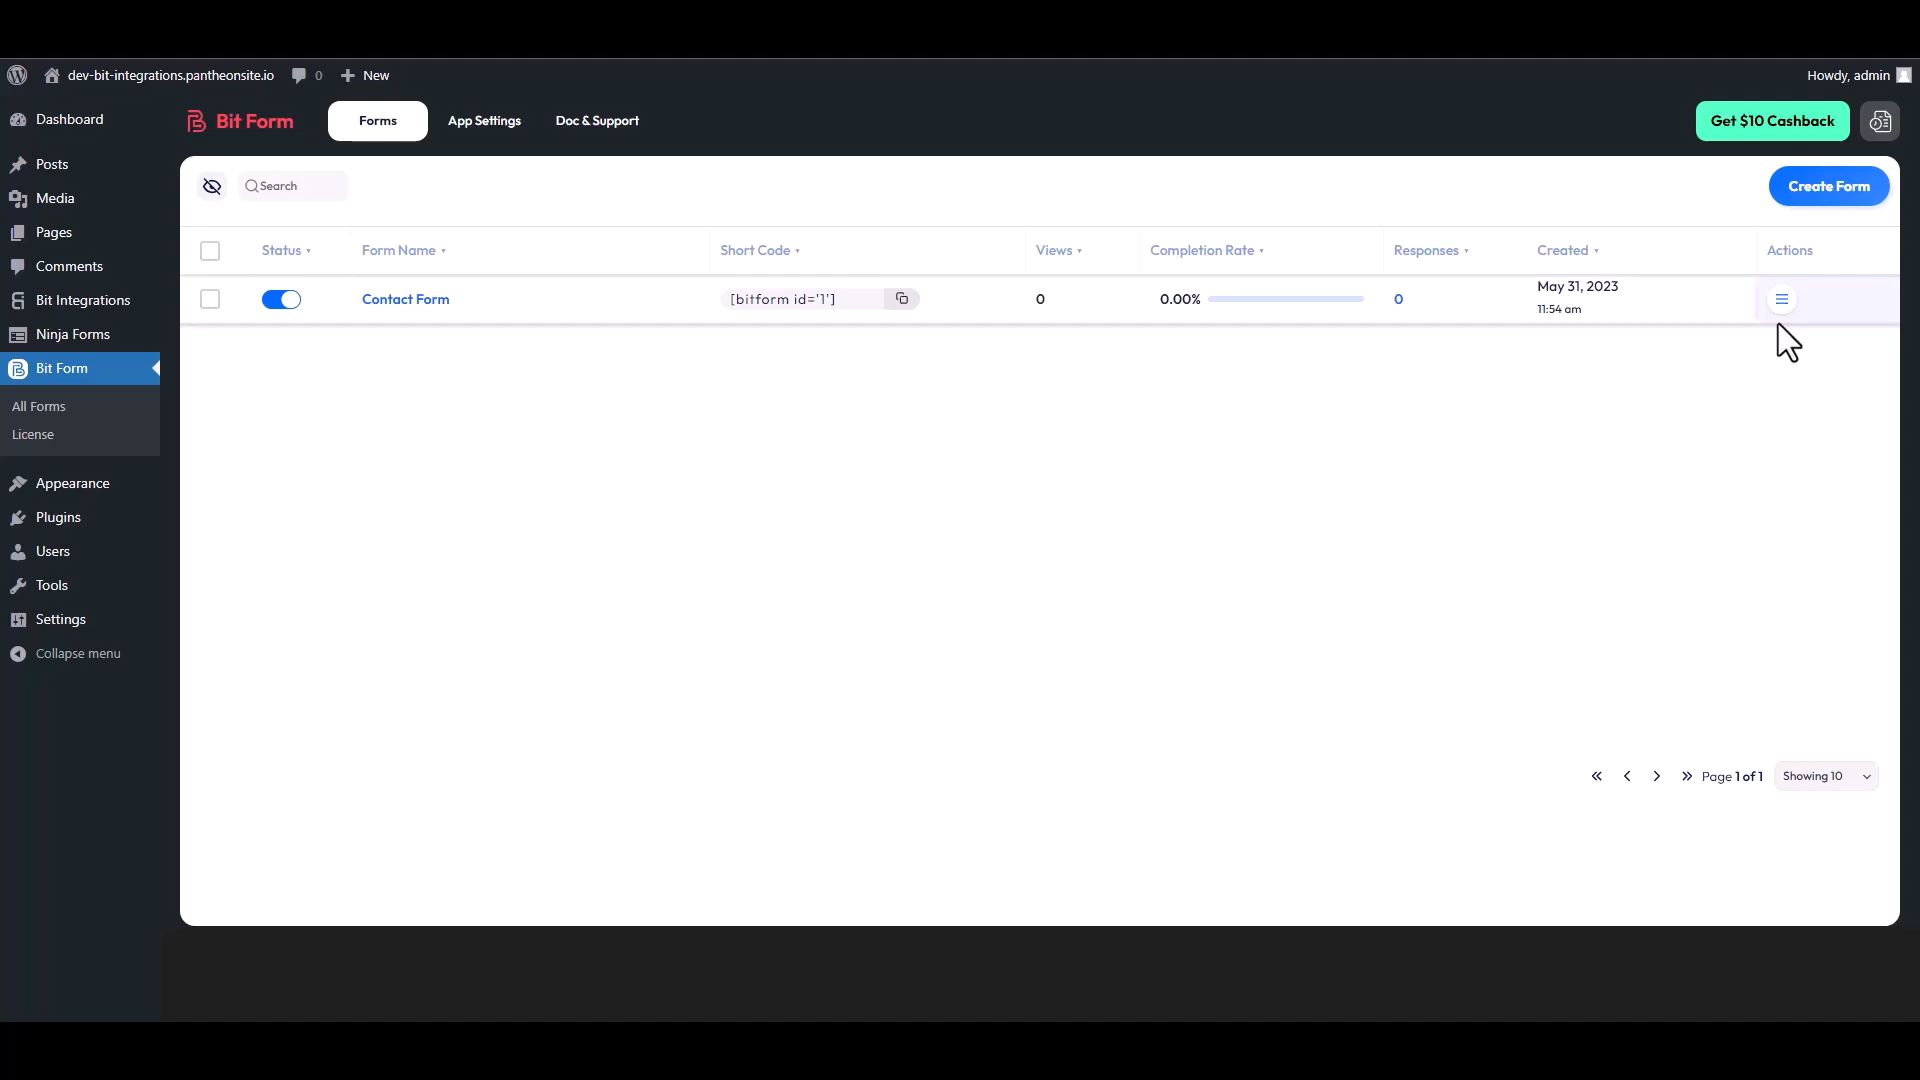 dev-bit-integrations.pantheonsite.io 0 New Howdy, admin
Dashboard
Posts
Media
Pages
Comments
Bit Integrations
Ninja Forms
Bit Form
All Forms
License
Appearance
Plugins
Users
Tools
Settings
Collapse menu
Bit Form Forms App Settings Doc & Support Get $10 Cashback
Search Create Form
Status Form Name Short Code Views Completion Rate Responses Created Actions
Contact Form [bitform id='1'] 0 0.00% 0 May 31, 2023
11:54 am
Page 1 of 1 Showing 10